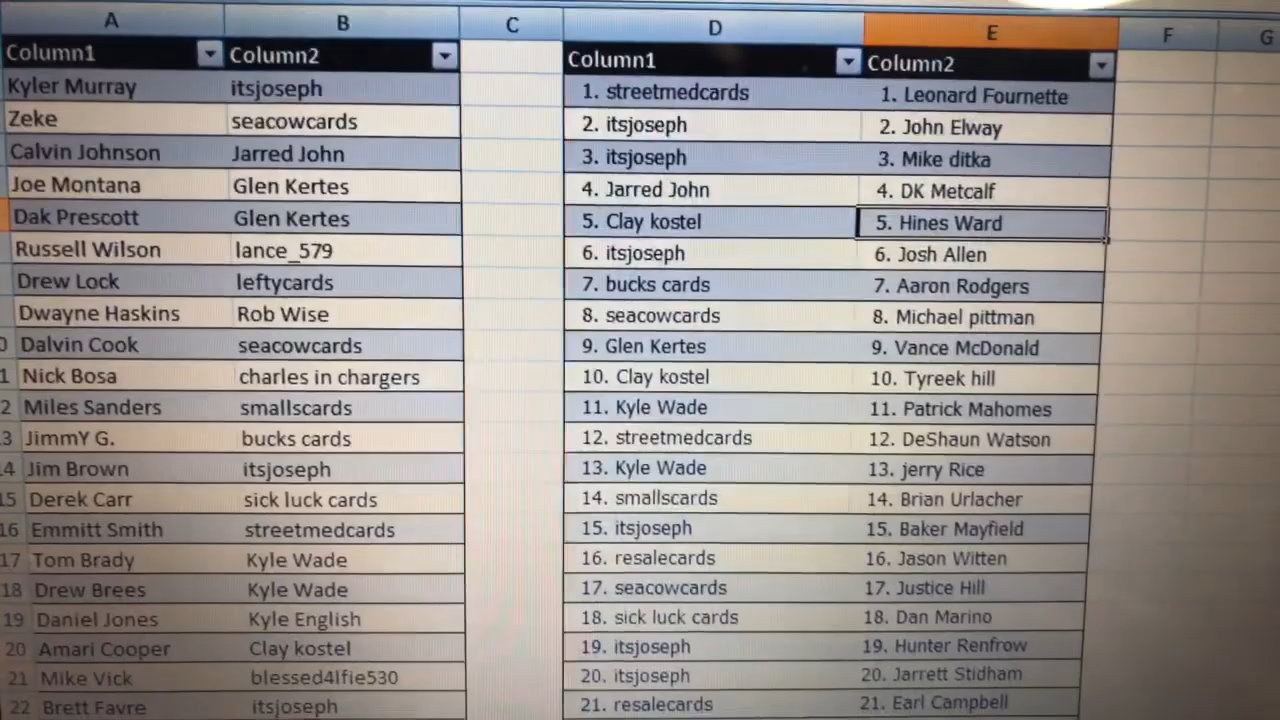 A B C D E F G
Column1 Column2 Column1 Column2
Kyler Murray itsjoseph 1. streetmedcards 1. Leonard Fournette
Zeke seacowcards 2. itsjoseph 2. John Elway
Calvin Johnson Jarred John 3. itsjoseph 3. Mike ditka
Joe Montana Glen Kertes 4. Jarred John 4. DK Metcalf
Dak Prescott Glen Kertes 5. Clay kostel 5. Hines Ward
Russell Wilson lance_579 6. itsjoseph 6. Josh Allen
Drew Lock leftycards 7. bucks cards 7. Aaron Rodgers
Dwayne Haskins Rob Wise 8. seacowcards 8. Michael pittman
0 Dalvin Cook seacowcards 9. Glen Kertes 9. Vance McDonald
1 Nick Bosa charles in chargers 10. Clay kostel 10. Tyreek hill
2 Miles Sanders smallscards 11. Kyle Wade 11. Patrick Mahomes
3 JimmY G. bucks cards 12. streetmedcards 12. DeShaun Watson
14 Jim Brown itsjoseph 13. Kyle Wade 13. jerry Rice
15 Derek Carr sick luck cards 14. smallscards 14. Brian Urlacher
16 Emmitt Smith streetmedcards 15. itsjoseph 15. Baker Mayfield
17 Tom Brady Kyle Wade 16. resalecards 16. Jason Witten
18 Drew Brees Kyle Wade 17. seacowcards 17. Justice Hill
19 Daniel Jones Kyle English 18. sick luck cards 18. Dan Marino
20 Amari Cooper Clay kostel 19. itsjoseph 19. Hunter Renfrow
21 Mike Vick blessed4lfie530 20. itsjoseph 20. Jarrett Stidham
22 Brett Favre itsjoseph 21. resalecards 21. Earl Campbell